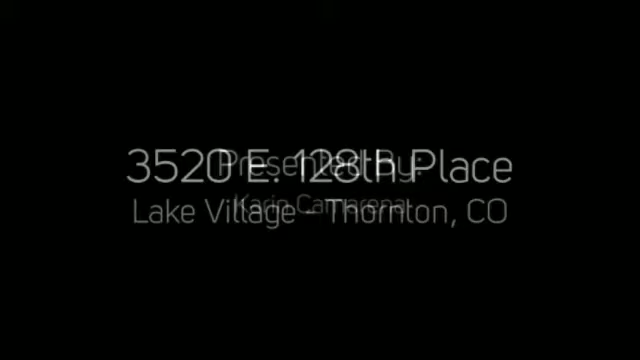 3520 E. 128th Place
Lake Village - Thornton, CO
Presented By: